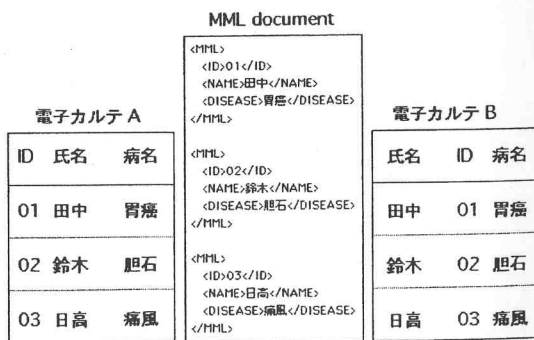 MML document
電子カルテ A
ID 氏名 病名
01 田中 胃癌
02 鈴木 胆石
03 日高 痛風
<MML>
<ID>01</ID>
<NAME>田中</NAME>
<DISEASE>胃癌</DISEASE>
</MML>
<MML>
<ID>02</ID>
<NAME>鈴木</NAME>
<DISEASE>胆石</DISEASE>
</MML>
<MML>
<ID>03</ID>
<NAME>日高</NAME>
<DISEASE>痛風</DISEASE>
</MML>
電子カルテ B
氏名 ID 病名
田中 01 胃癌
鈴木 02 胆石
日高 03 痛風